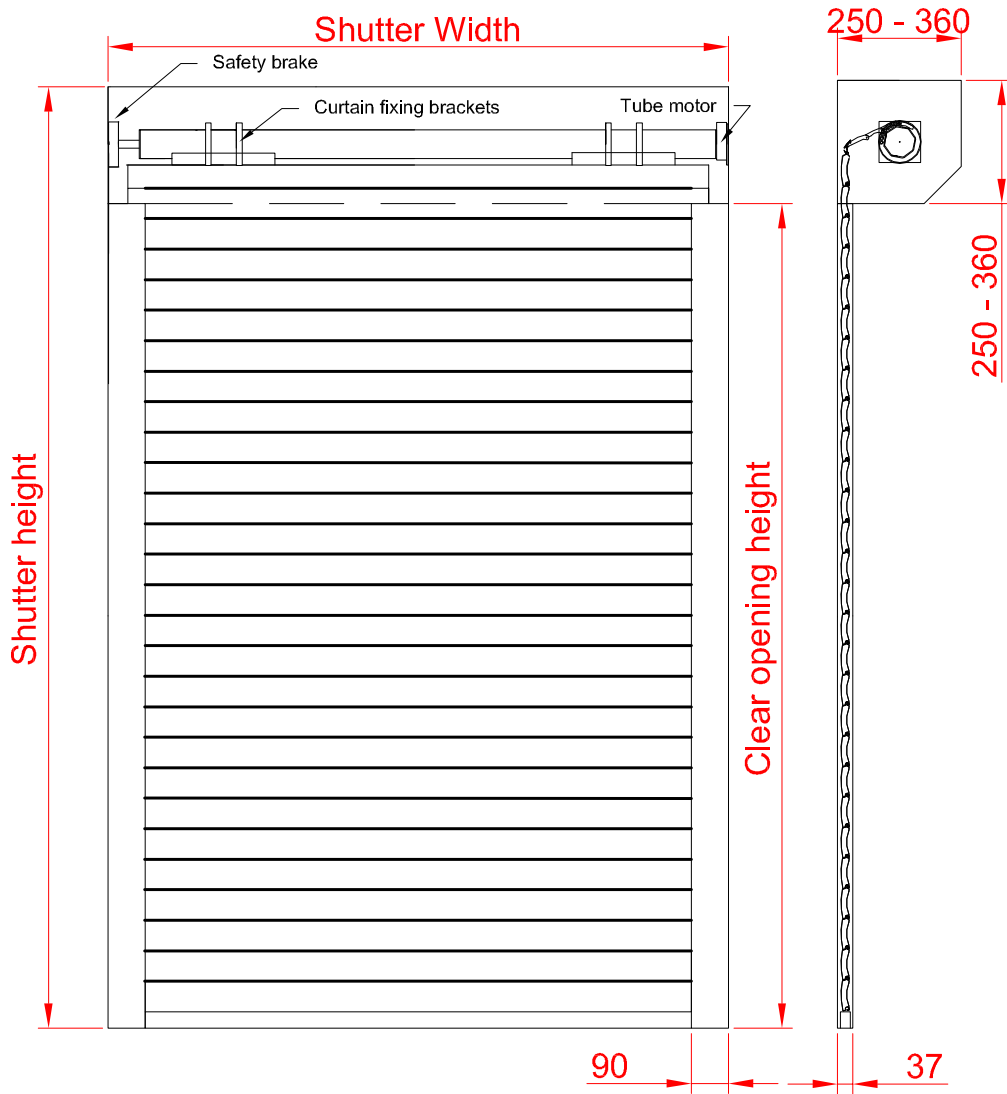 Shutter Width
250 - 360
Safety brake
Curtain fixing brackets
Tube motor
250 - 360
Shutter height
Clear opening height
90
37